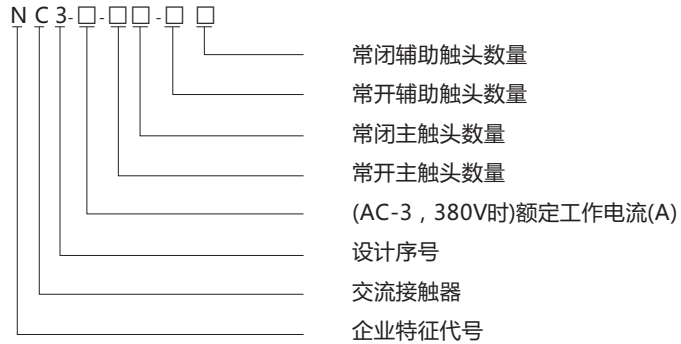 NC3-□-□□-□ □
常闭辅助触头数量
常开辅助触头数量
常闭主触头数量
常开主触头数量
(AC-3，380V时)额定工作电流(A)
设计序号
交流接触器
企业特征代号